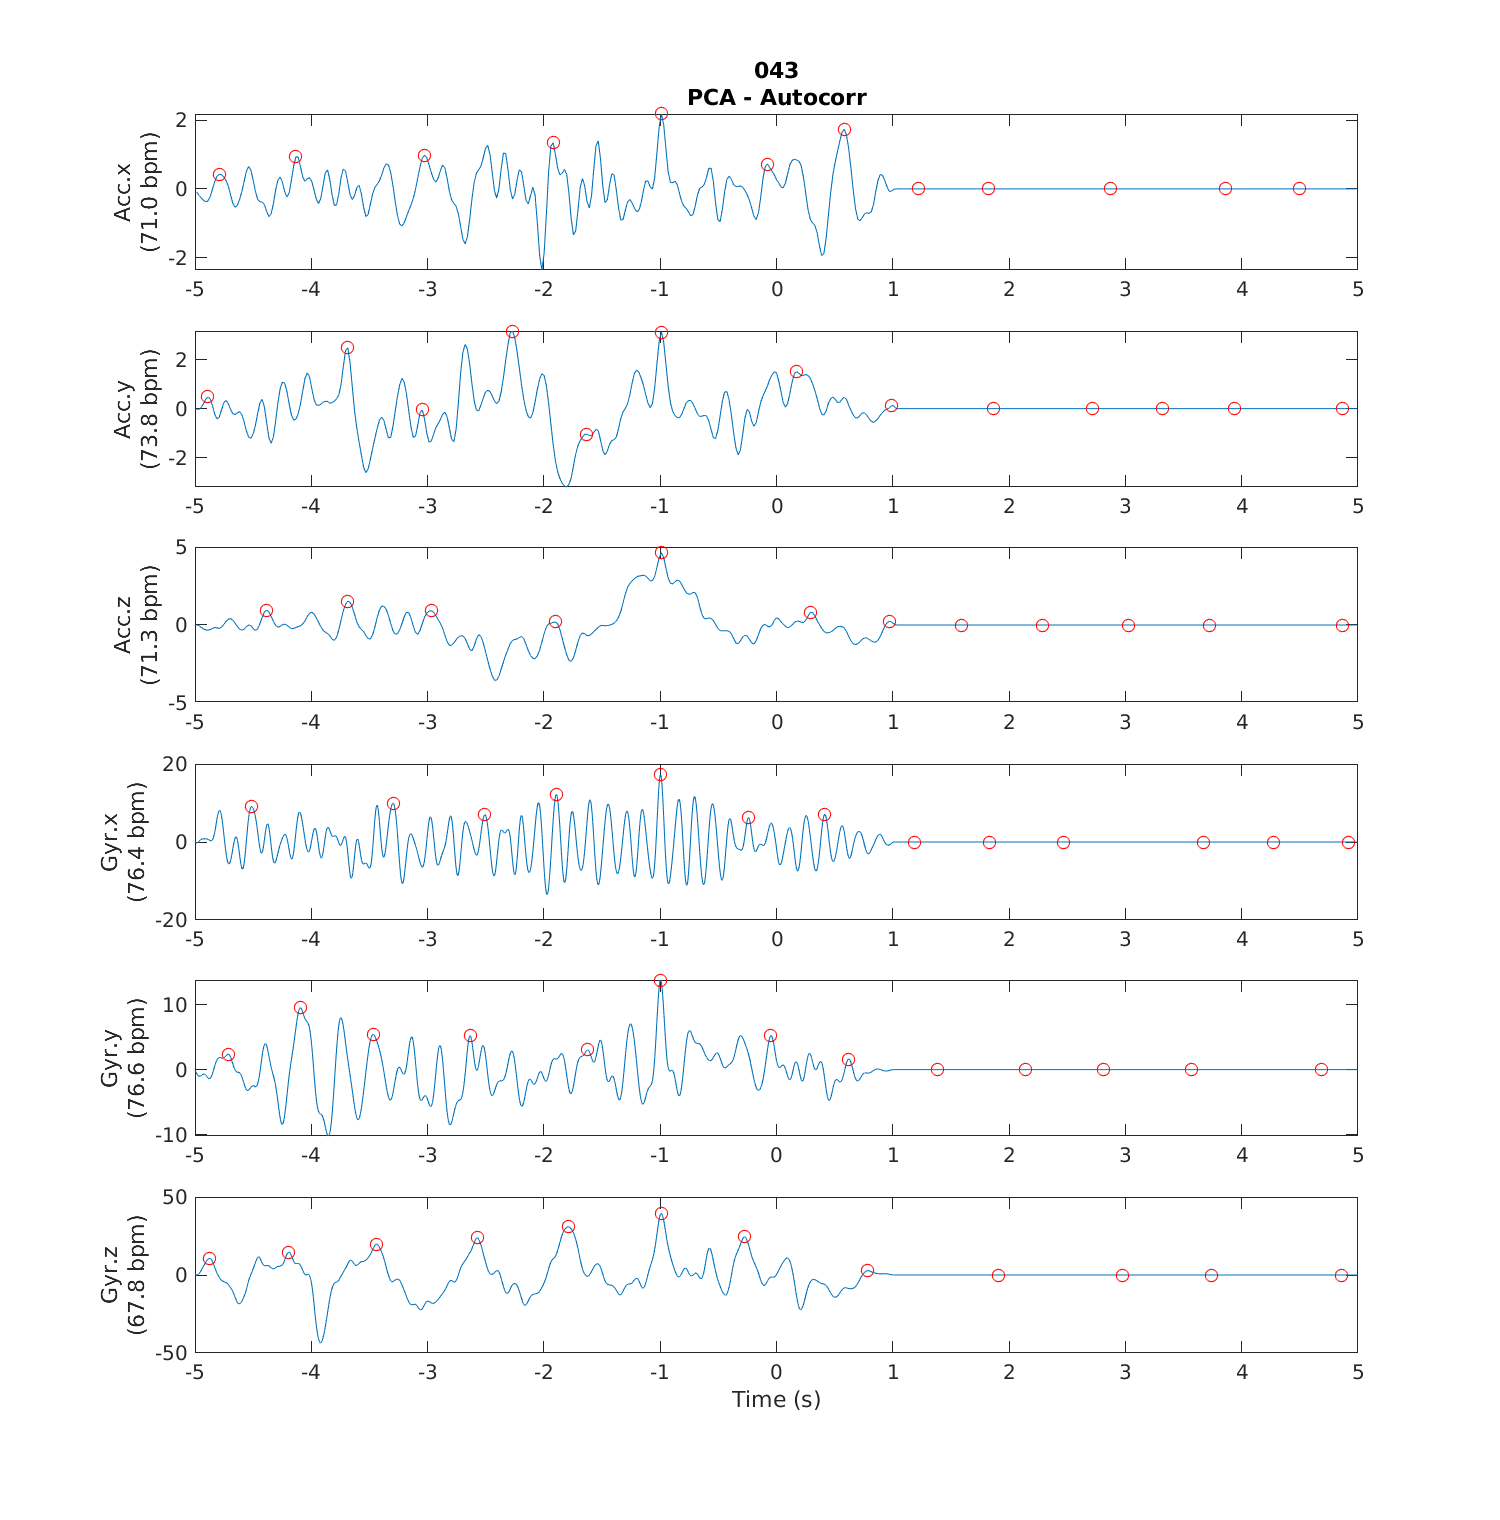 043
PCA - Autocorr
Acc.x
(71.0 bpm)
2
0
-2
-5 -4 -3 -2 -1 0 1 2 3 4 5
Acc.y
(73.8 bpm)
2
0
-2
-5 -4 -3 -2 -1 0 1 2 3 4 5
Acc.z
(71.3 bpm)
5
0
-5
-5 -4 -3 -2 -1 0 1 2 3 4 5
Gyr.x
(76.4 bpm)
20
0
-20
-5 -4 -3 -2 -1 0 1 2 3 4 5
Gyr.y
(76.6 bpm)
10
0
-10
-5 -4 -3 -2 -1 0 1 2 3 4 5
Gyr.z
(67.8 bpm)
50
0
-50
-5 -4 -3 -2 -1 0 1 2 3 4 5
Time (s)